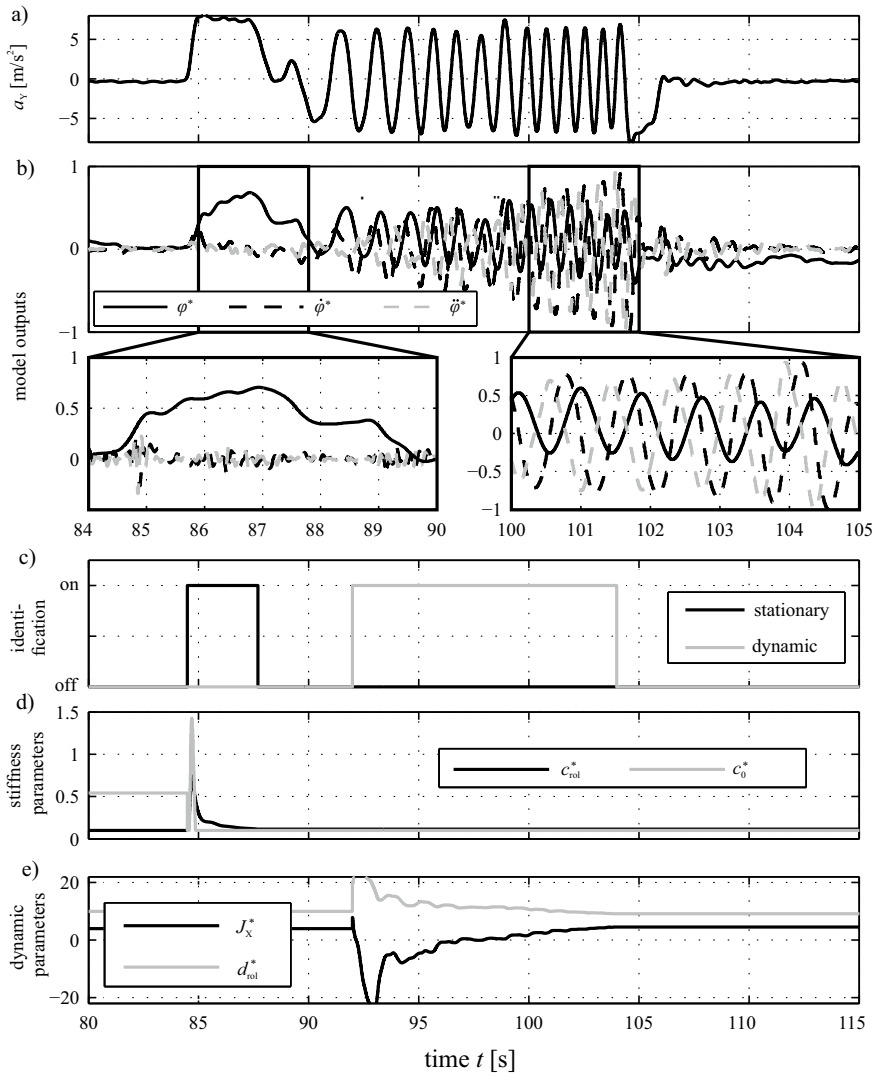 a)
a_Y [m/s²]
5
0
−5
b)
model outputs
1
0
−1
φ* φ̇* φ̈*
1
0.5
0
84 85 86 87 88 89 90
1
0.5
0
−0.5
−1
100 101 102 103 104 105
c)
identi-
fication
on
off
stationary
dynamic
d)
stiffness
parameters
1.5
1
0.5
0
c*_rol c*_0
e)
dynamic
parameters
20
0
−20
J*_X
d*_rol
80 85 90 95 100 105 110 115
time t [s]